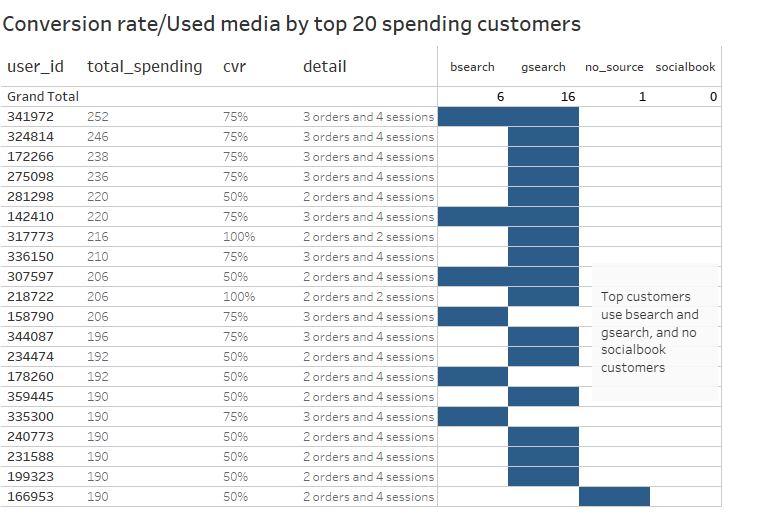 Conversion rate/Used media by top 20 spending customers
user_id total_spending cvr detail bsearch gsearch no_source socialbook
Grand Total 6 16 1 0
341972 252 75% 3 orders and 4 sessions
324814 246 75% 3 orders and 4 sessions
172266 238 75% 3 orders and 4 sessions
275098 236 75% 3 orders and 4 sessions
281298 220 50% 2 orders and 4 sessions
142410 220 75% 3 orders and 4 sessions
317773 216 100% 2 orders and 2 sessions
336150 210 75% 3 orders and 4 sessions
307597 206 50% 2 orders and 4 sessions
218722 206 100% 2 orders and 2 sessions
158790 206 75% 3 orders and 4 sessions
344087 196 75% 3 orders and 4 sessions
234474 192 50% 2 orders and 4 sessions
178260 192 50% 2 orders and 4 sessions
359445 190 50% 2 orders and 4 sessions
335300 190 75% 3 orders and 4 sessions
240773 190 50% 2 orders and 4 sessions
231588 190 50% 2 orders and 4 sessions
199323 190 50% 2 orders and 4 sessions
166953 190 50% 2 orders and 4 sessions
Top customers
use bsearch and
gsearch, and no
socialbook
customers